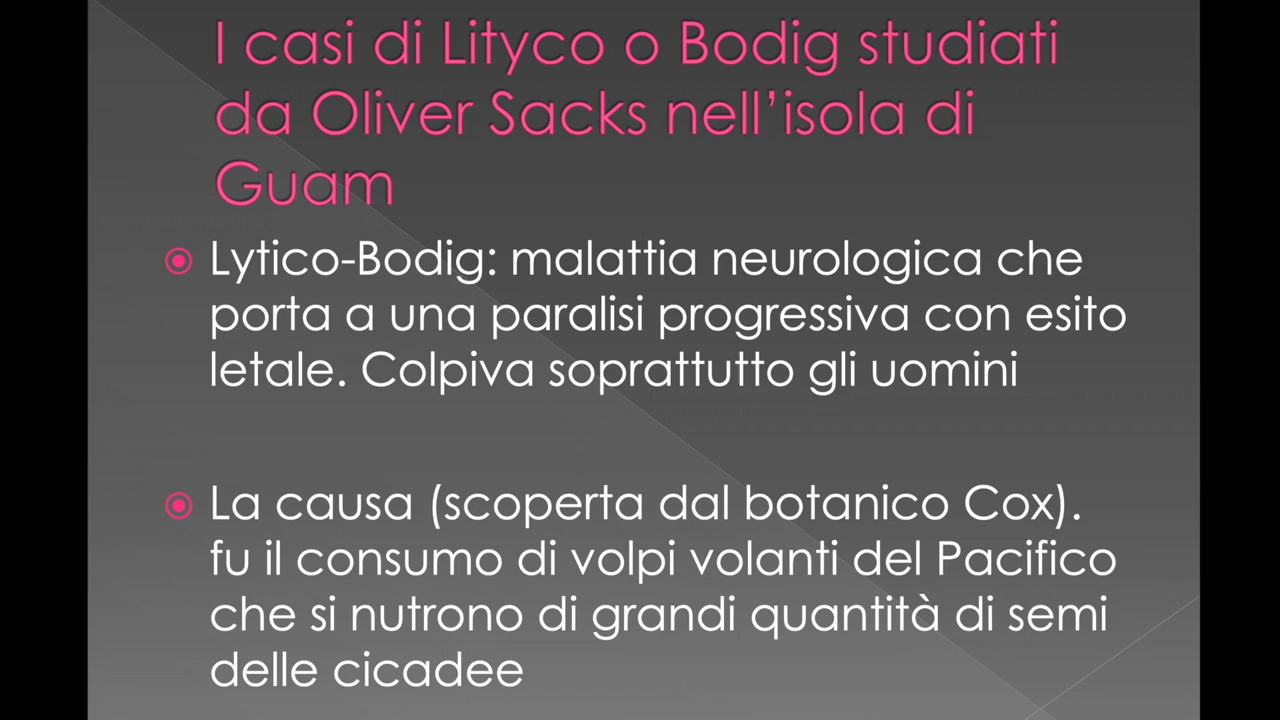 I casi di Lityco o Bodig studiati
da Oliver Sacks nell’isola di
Guam
Lytico-Bodig: malattia neurologica che
porta a una paralisi progressiva con esito
letale. Colpiva soprattutto gli uomini
La causa (scoperta dal botanico Cox).
fu il consumo di volpi volanti del Pacifico
che si nutrono di grandi quantità di semi
delle cicadee